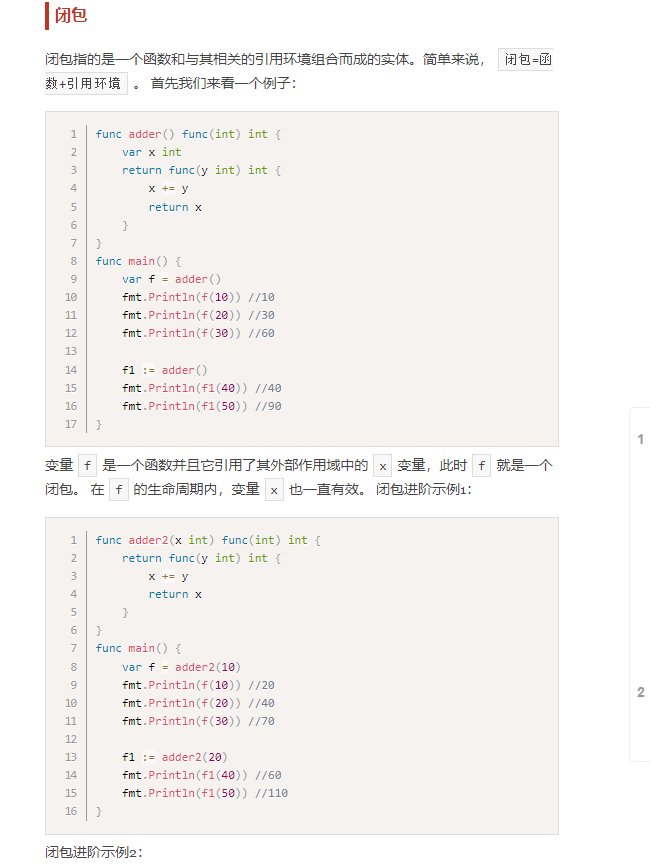 闭包
闭包指的是一个函数和与其相关的引用环境组合而成的实体。简单来说， 闭包=函
数+引用环境 。 首先我们来看一个例子：
1 func adder() func(int) int {
2     var x int
3     return func(y int) int {
4         x += y
5         return x
6     }
7 }
8 func main() {
9     var f = adder()
10     fmt.Println(f(10)) //10
11     fmt.Println(f(20)) //30
12     fmt.Println(f(30)) //60
13
14     f1 := adder()
15     fmt.Println(f1(40)) //40
16     fmt.Println(f1(50)) //90
17 }
变量 f 是一个函数并且它引用了其外部作用域中的 x 变量，此时 f 就是一个
闭包。 在 f 的生命周期内，变量 x 也一直有效。 闭包进阶示例1：
1 func adder2(x int) func(int) int {
2     return func(y int) int {
3         x += y
4         return x
5     }
6 }
7 func main() {
8     var f = adder2(10)
9     fmt.Println(f(10)) //20
10     fmt.Println(f(20)) //40
11     fmt.Println(f(30)) //70
12
13     f1 := adder2(20)
14     fmt.Println(f1(40)) //60
15     fmt.Println(f1(50)) //110
16 }
闭包进阶示例2：
1
2